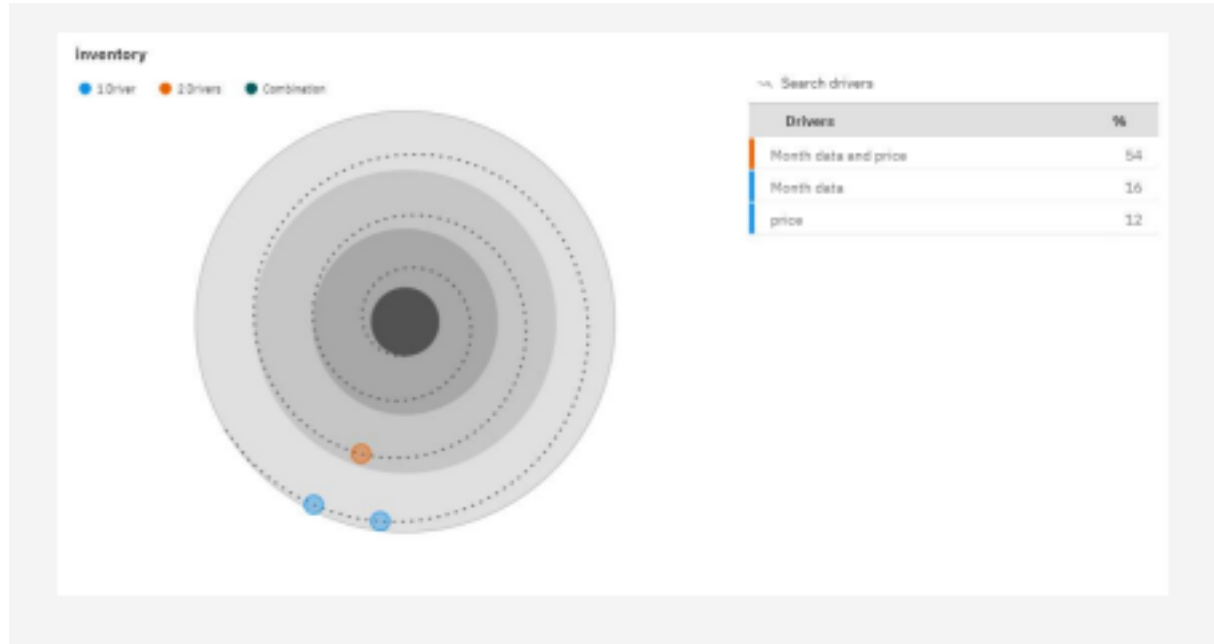 Inventory
1 Driver 2 Drivers Combination
Search drivers
Drivers %
Month data and price 54
Month data 16
price 12